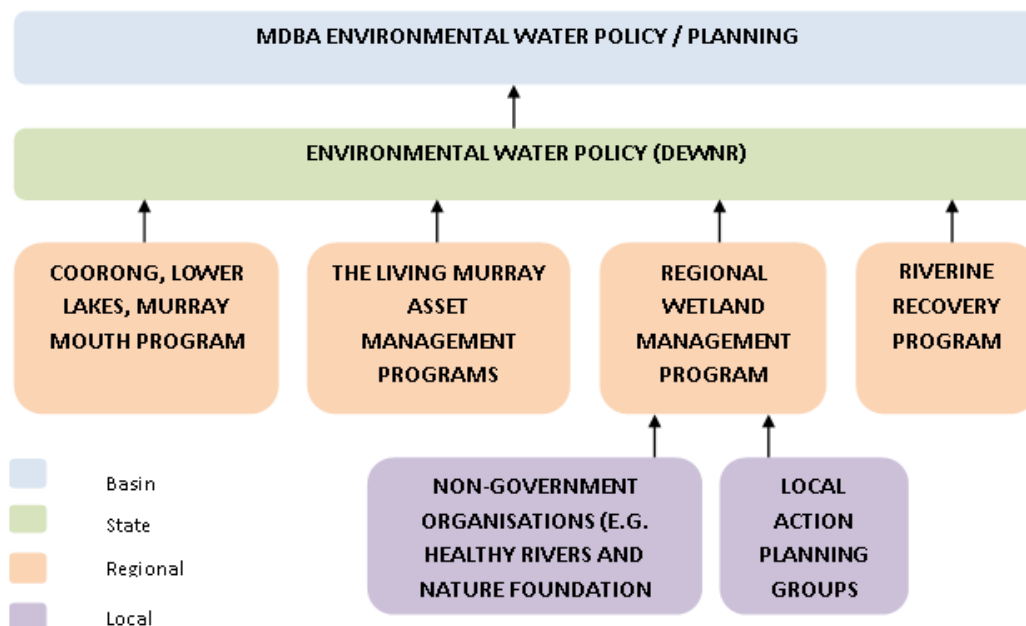 MDBA ENVIRONMENTAL WATER POLICY / PLANNING
ENVIRONMENTAL WATER POLICY (DEWNR)
COORONG, LOWER
LAKES, MURRAY
MOUTH PROGRAM
THE LIVING MURRAY
ASSET
MANAGEMENT
PROGRAMS
REGIONAL
WETLAND
MANAGEMENT
PROGRAM
RIVERINE
RECOVERY
PROGRAM
NON-GOVERNMENT
ORGANISATIONS (E.G.
HEALTHY RIVERS AND
NATURE FOUNDATION
LOCAL
ACTION
PLANNING
GROUPS
Basin
State
Regional
Local